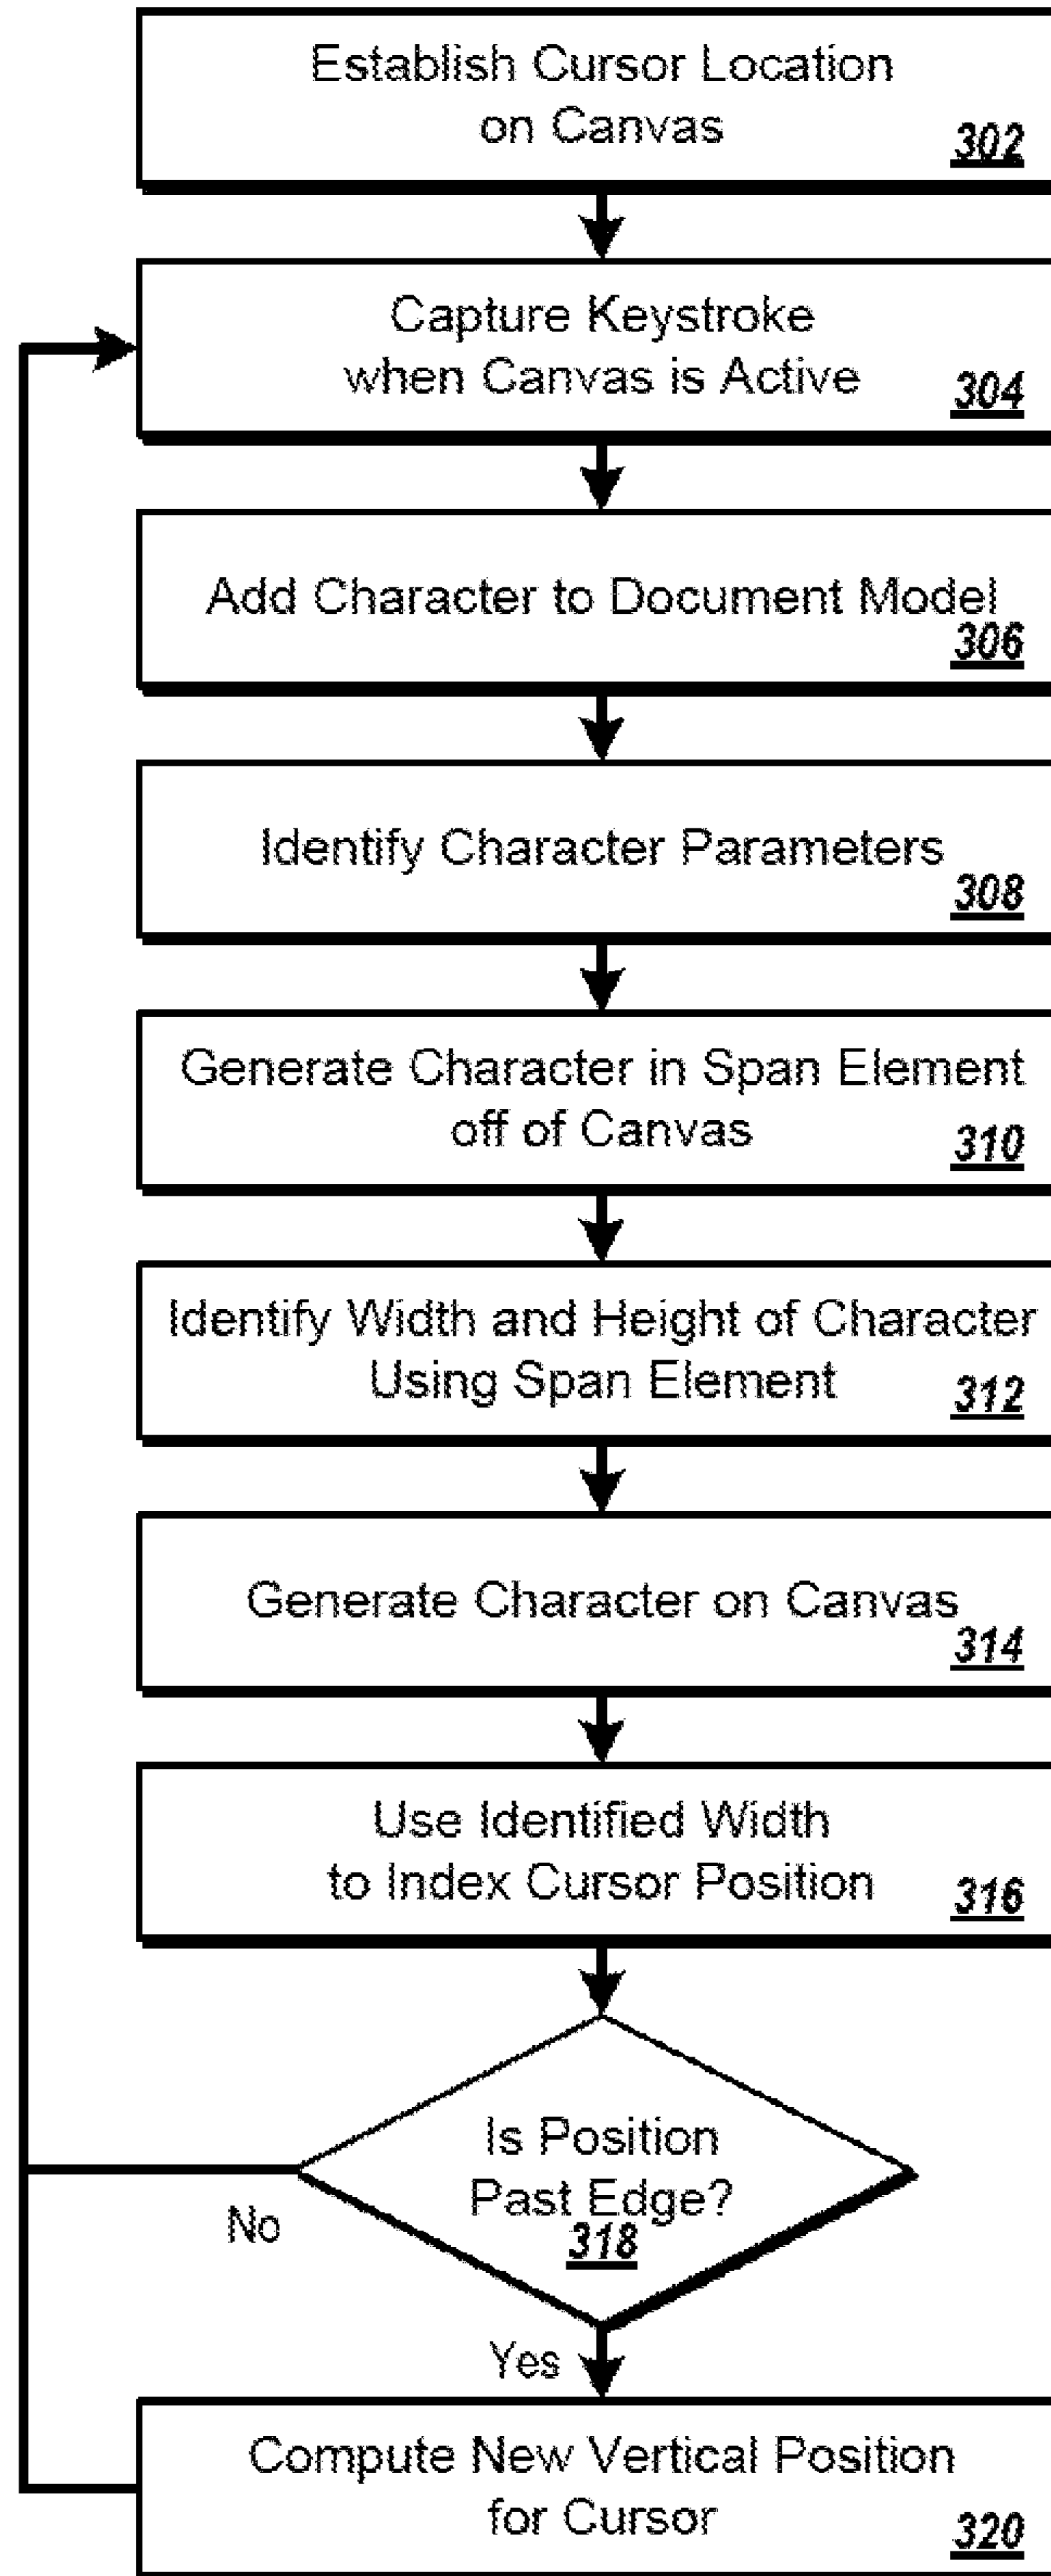 Establish Cursor Location
on Canvas
302
Capture Keystroke
when Canvas is Active
304
Add Character to Document Model
306
Identify Character Parameters
308
Generate Character in Span Element
off of Canvas
310
Identify Width and Height of Character
Using Span Element
312
Generate Character on Canvas
314
Use Identified Width
to Index Cursor Position
316
Is Position
Past Edge?
318
No
Yes
Compute New Vertical Position
for Cursor
320